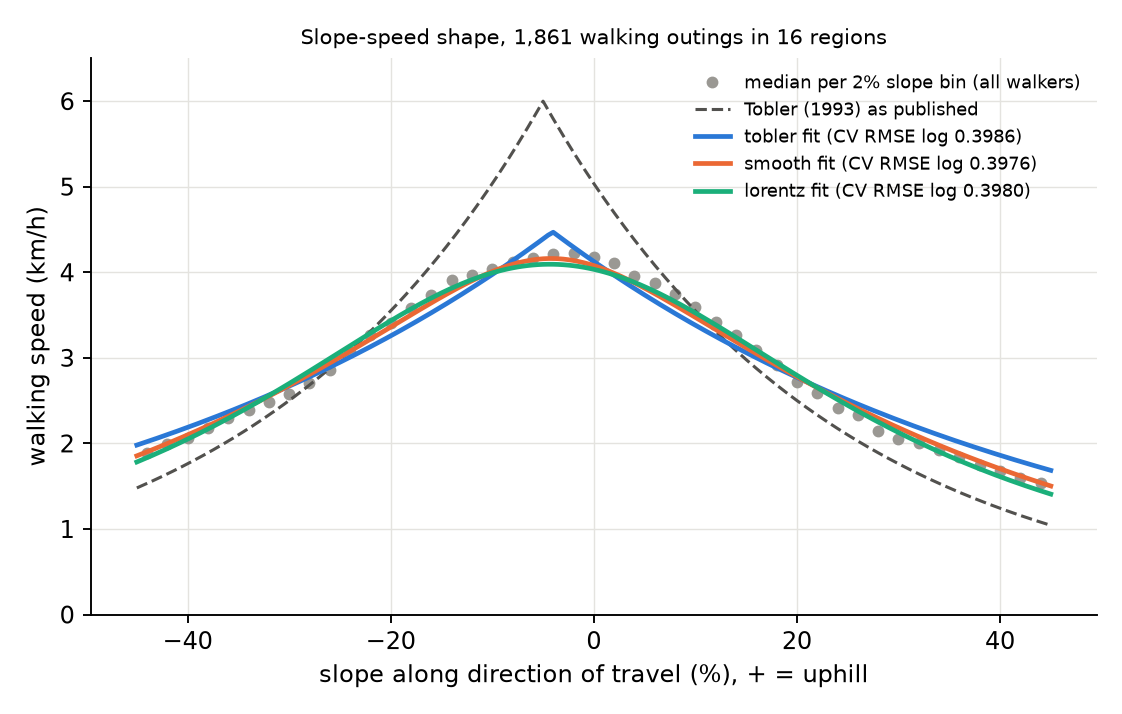 Slope-speed shape, 1,861 walking outings in 16 regions
median per 2% slope bin (all walkers)
Tobler (1993) as published
tobler fit (CV RMSE log 0.3986)
smooth fit (CV RMSE log 0.3976)
lorentz fit (CV RMSE log 0.3980)
walking speed (km/h)
6
5
4
3
2
1
0
−40 −20 0 20 40
slope along direction of travel (%), + = uphill